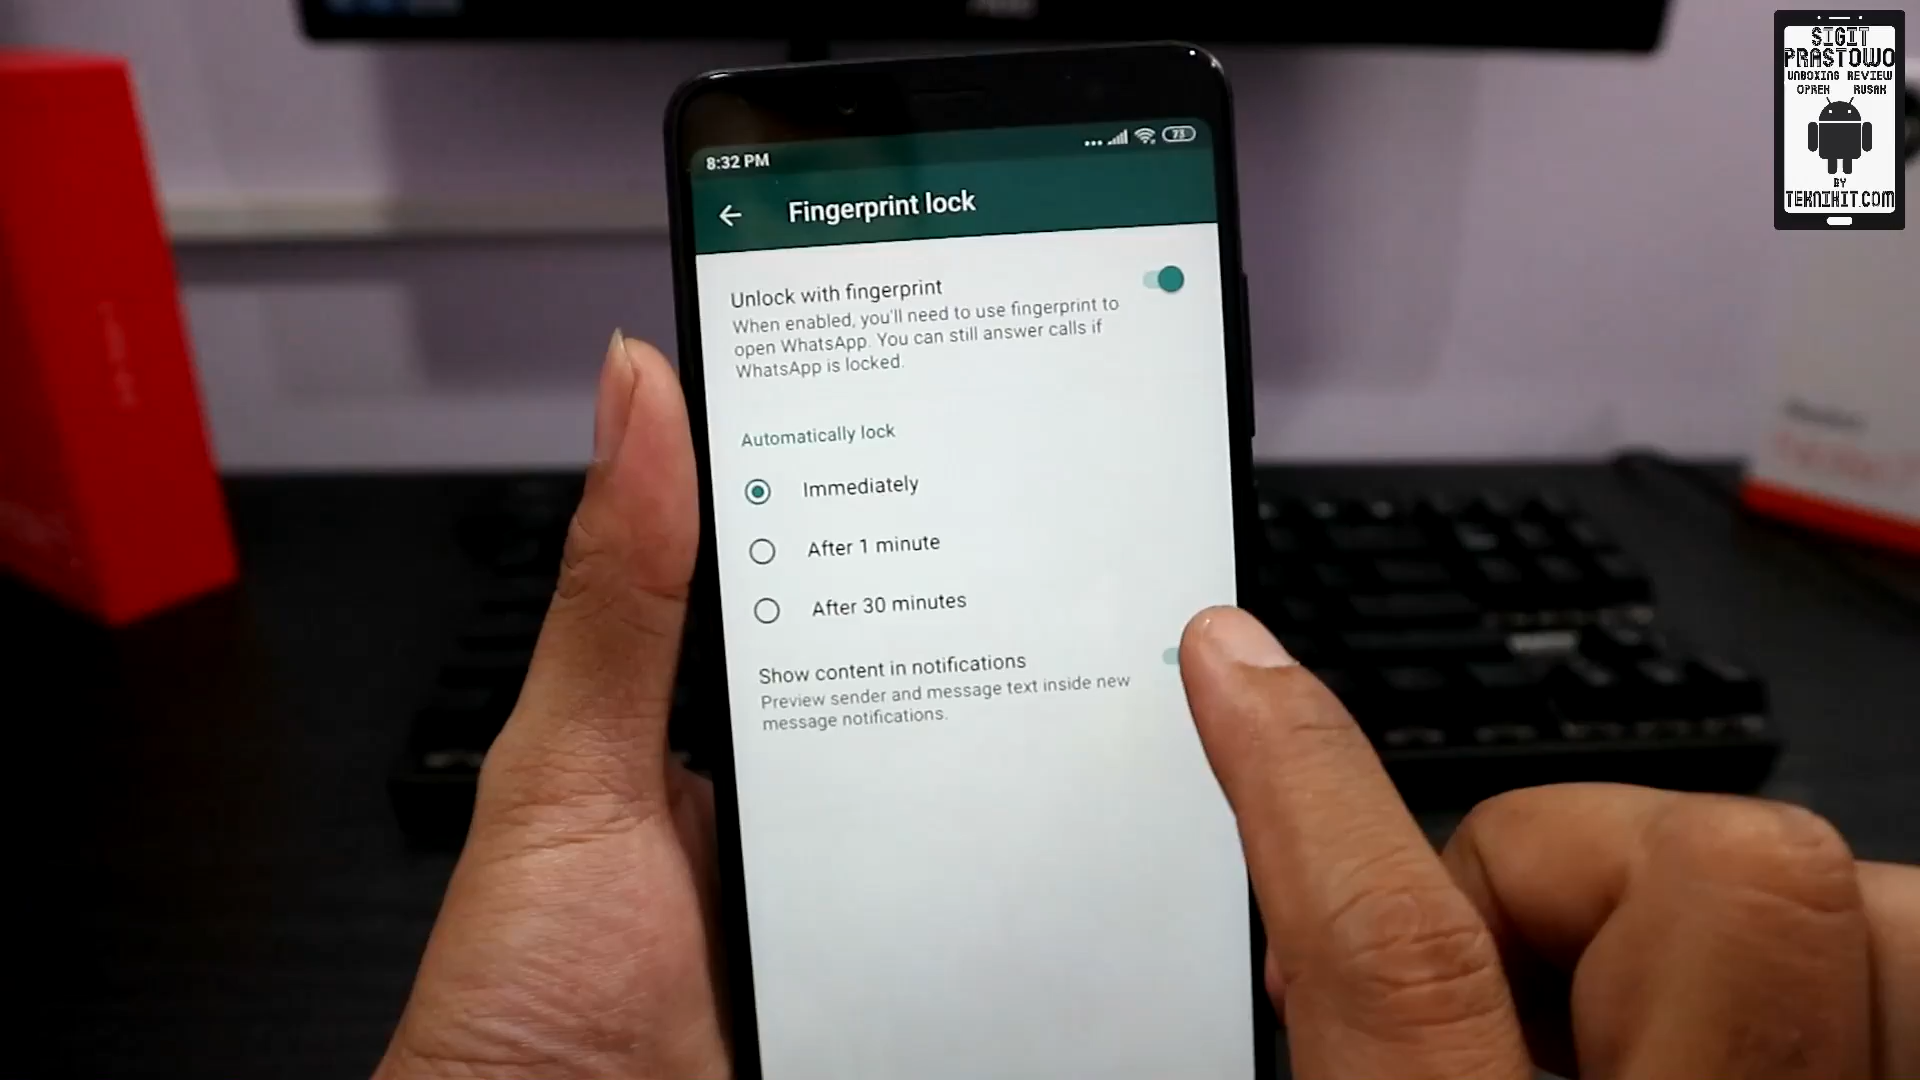 SIGIT
PRASTOWO
UNBOXING REVIEW
OPREK RUSAK
BY
TEKNIKIT.COM
8:32 PM
73
Fingerprint lock
Unlock with fingerprint
When enabled, you'll need to use fingerprint to
open WhatsApp. You can still answer calls if
WhatsApp is locked.
Automatically lock
Immediately
After 1 minute
After 30 minutes
Show content in notifications
Preview sender and message text inside new
message notifications.